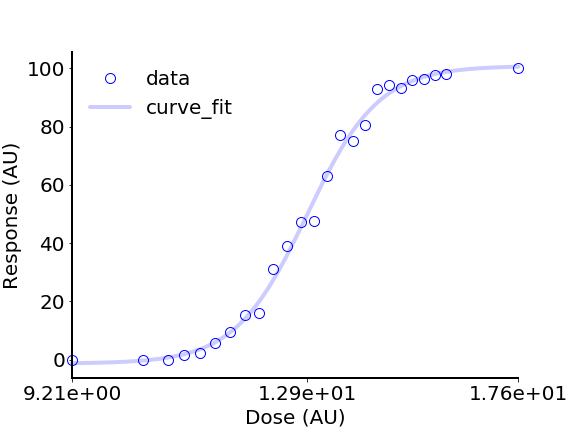 data
curve_fit
100
80
60
40
20
0
Response (AU)
9.21e+00 1.29e+01 1.76e+01
Dose (AU)